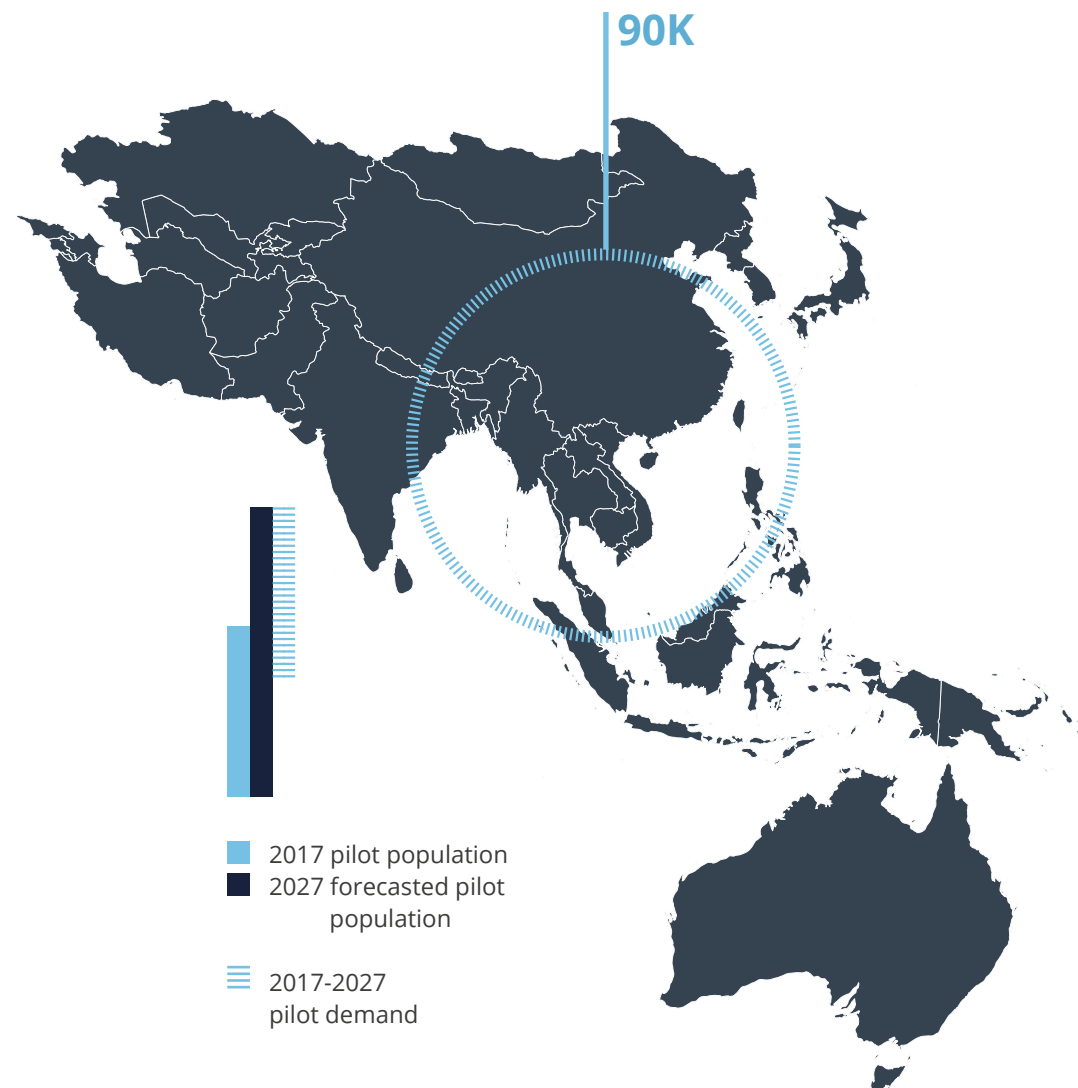 90K
2017 pilot population
2027 forecasted pilot
population
2017-2027
pilot demand